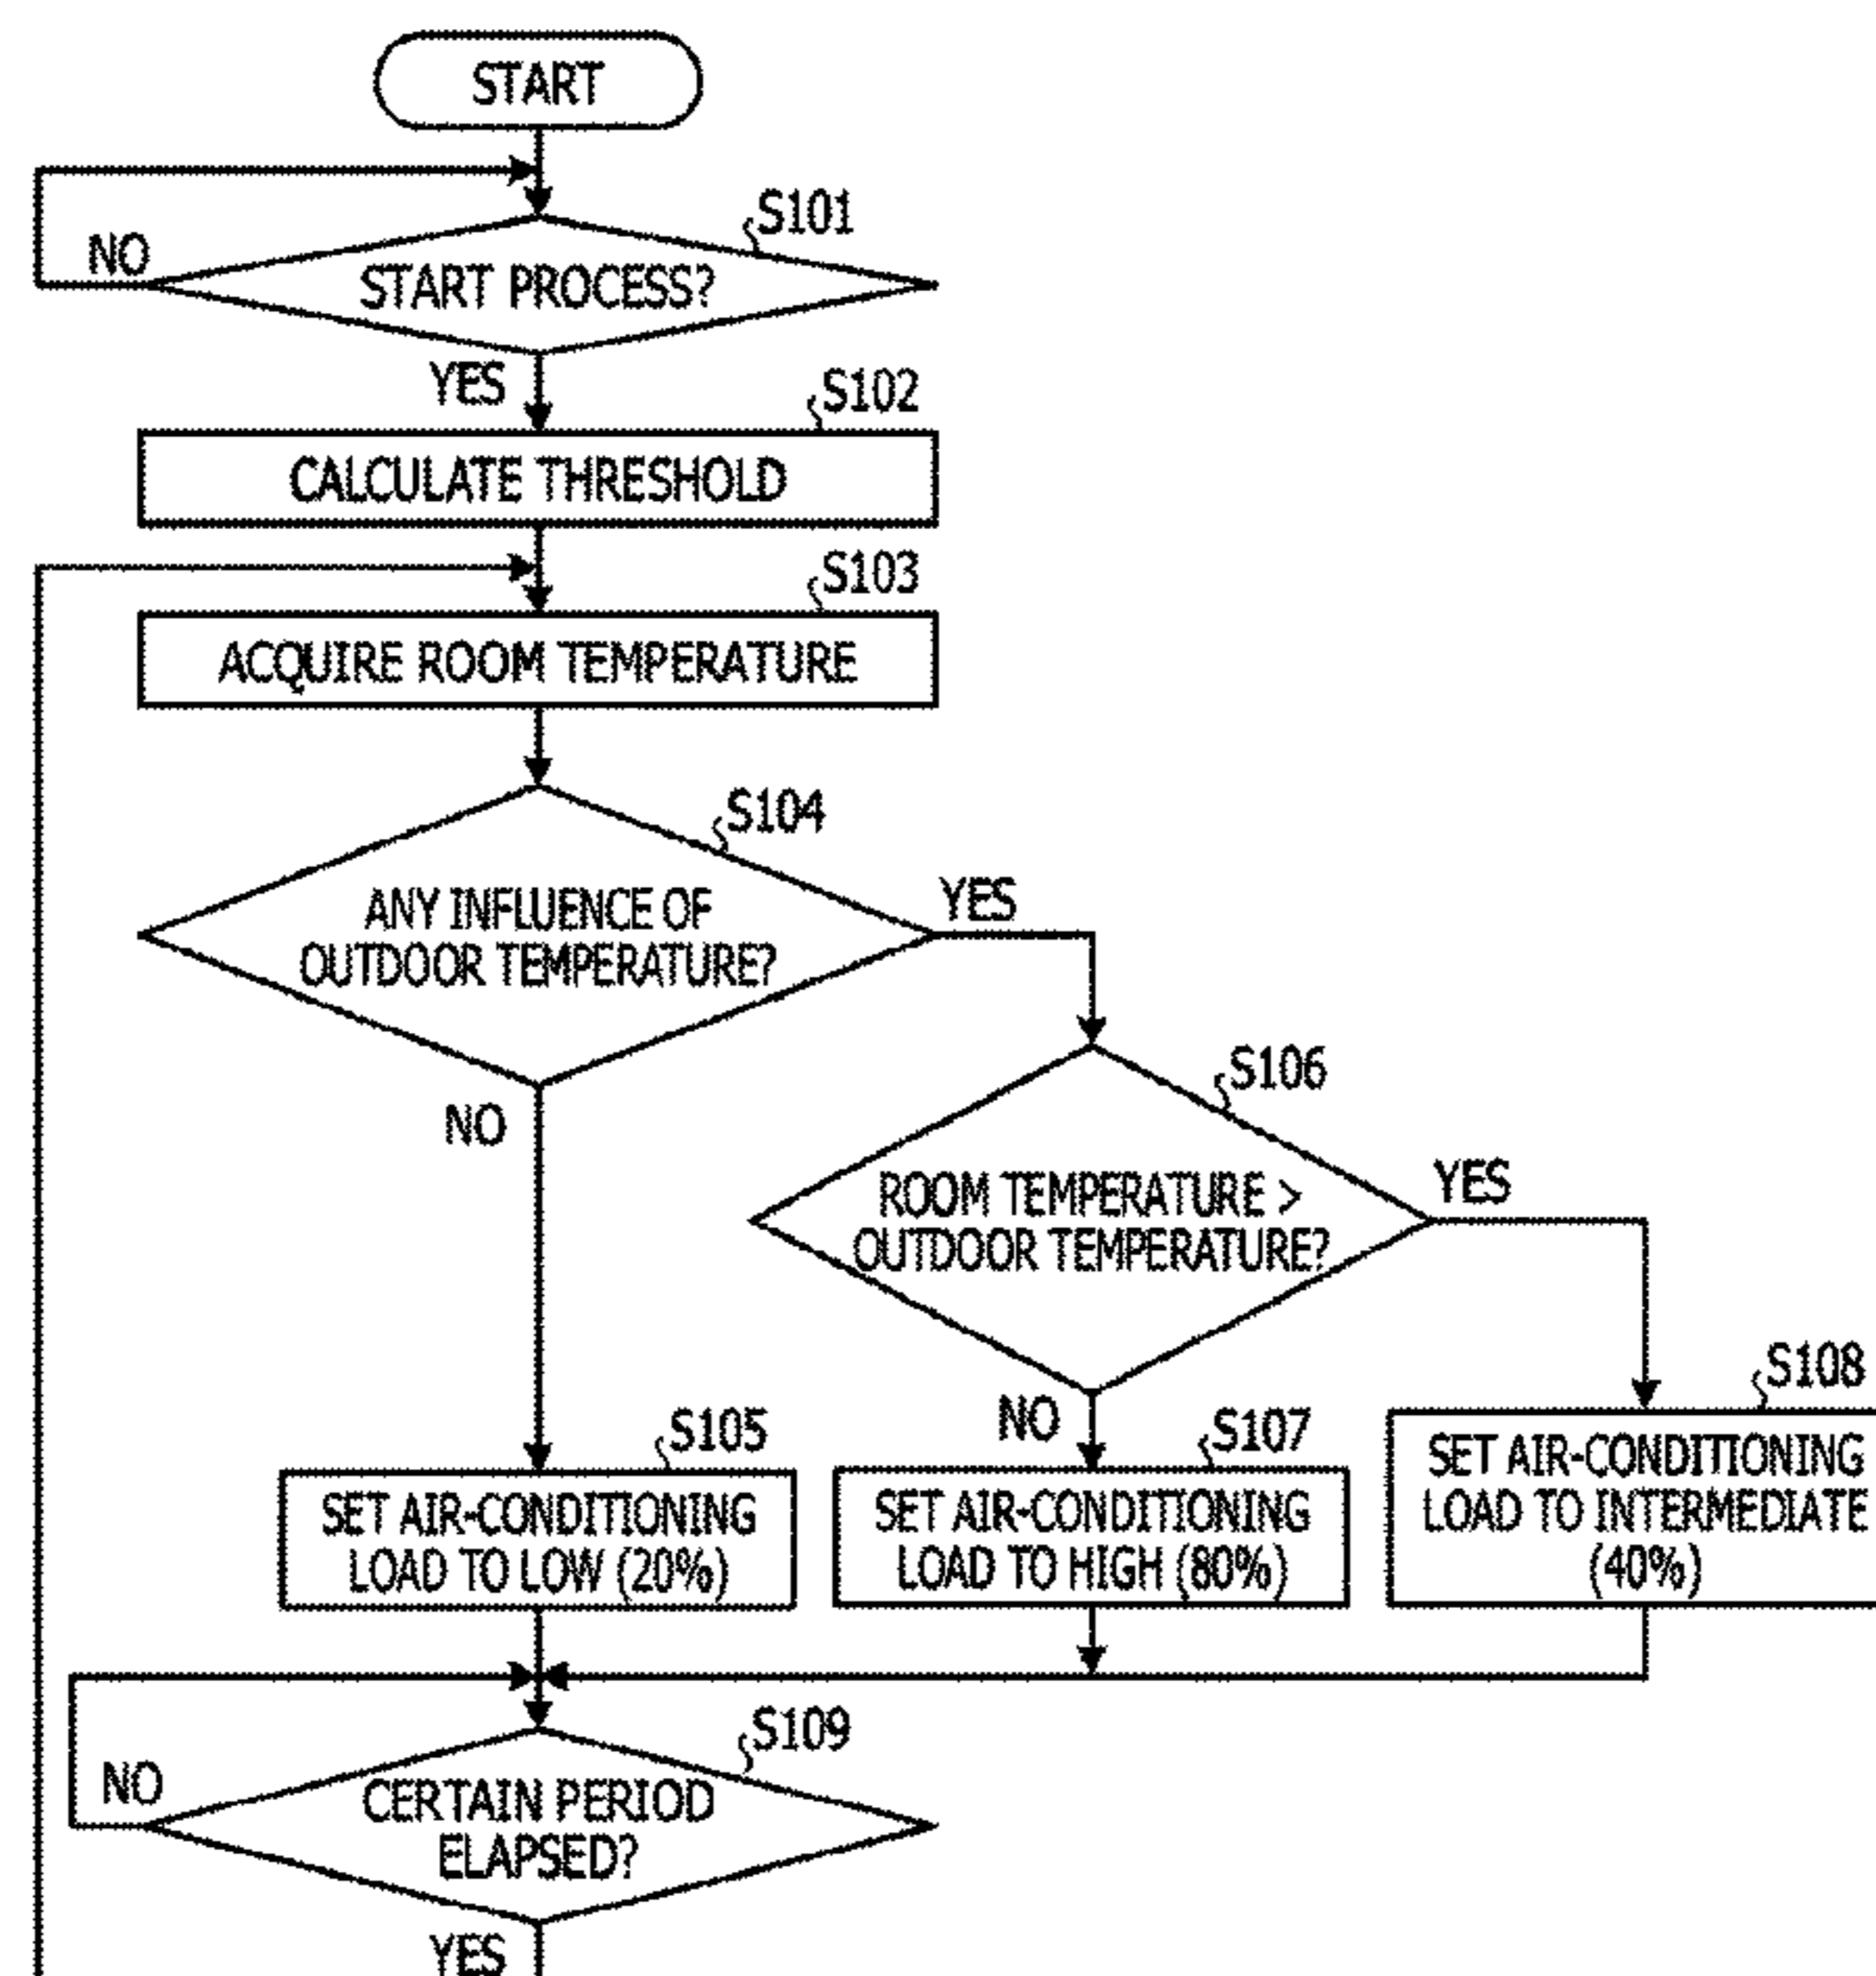 START
S101
NO
START PROCESS?
YES
S102
CALCULATE THRESHOLD
S103
ACQUIRE ROOM TEMPERATURE
S104
ANY INFLUENCE OF
OUTDOOR TEMPERATURE?
YES
NO
S106
ROOM TEMPERATURE >
OUTDOOR TEMPERATURE?
YES
NO
S105
SET AIR-CONDITIONING
LOAD TO LOW (20%)
S107
SET AIR-CONDITIONING
LOAD TO HIGH (80%)
S108
SET AIR-CONDITIONING
LOAD TO INTERMEDIATE
(40%)
S109
NO
CERTAIN PERIOD
ELAPSED?
YES